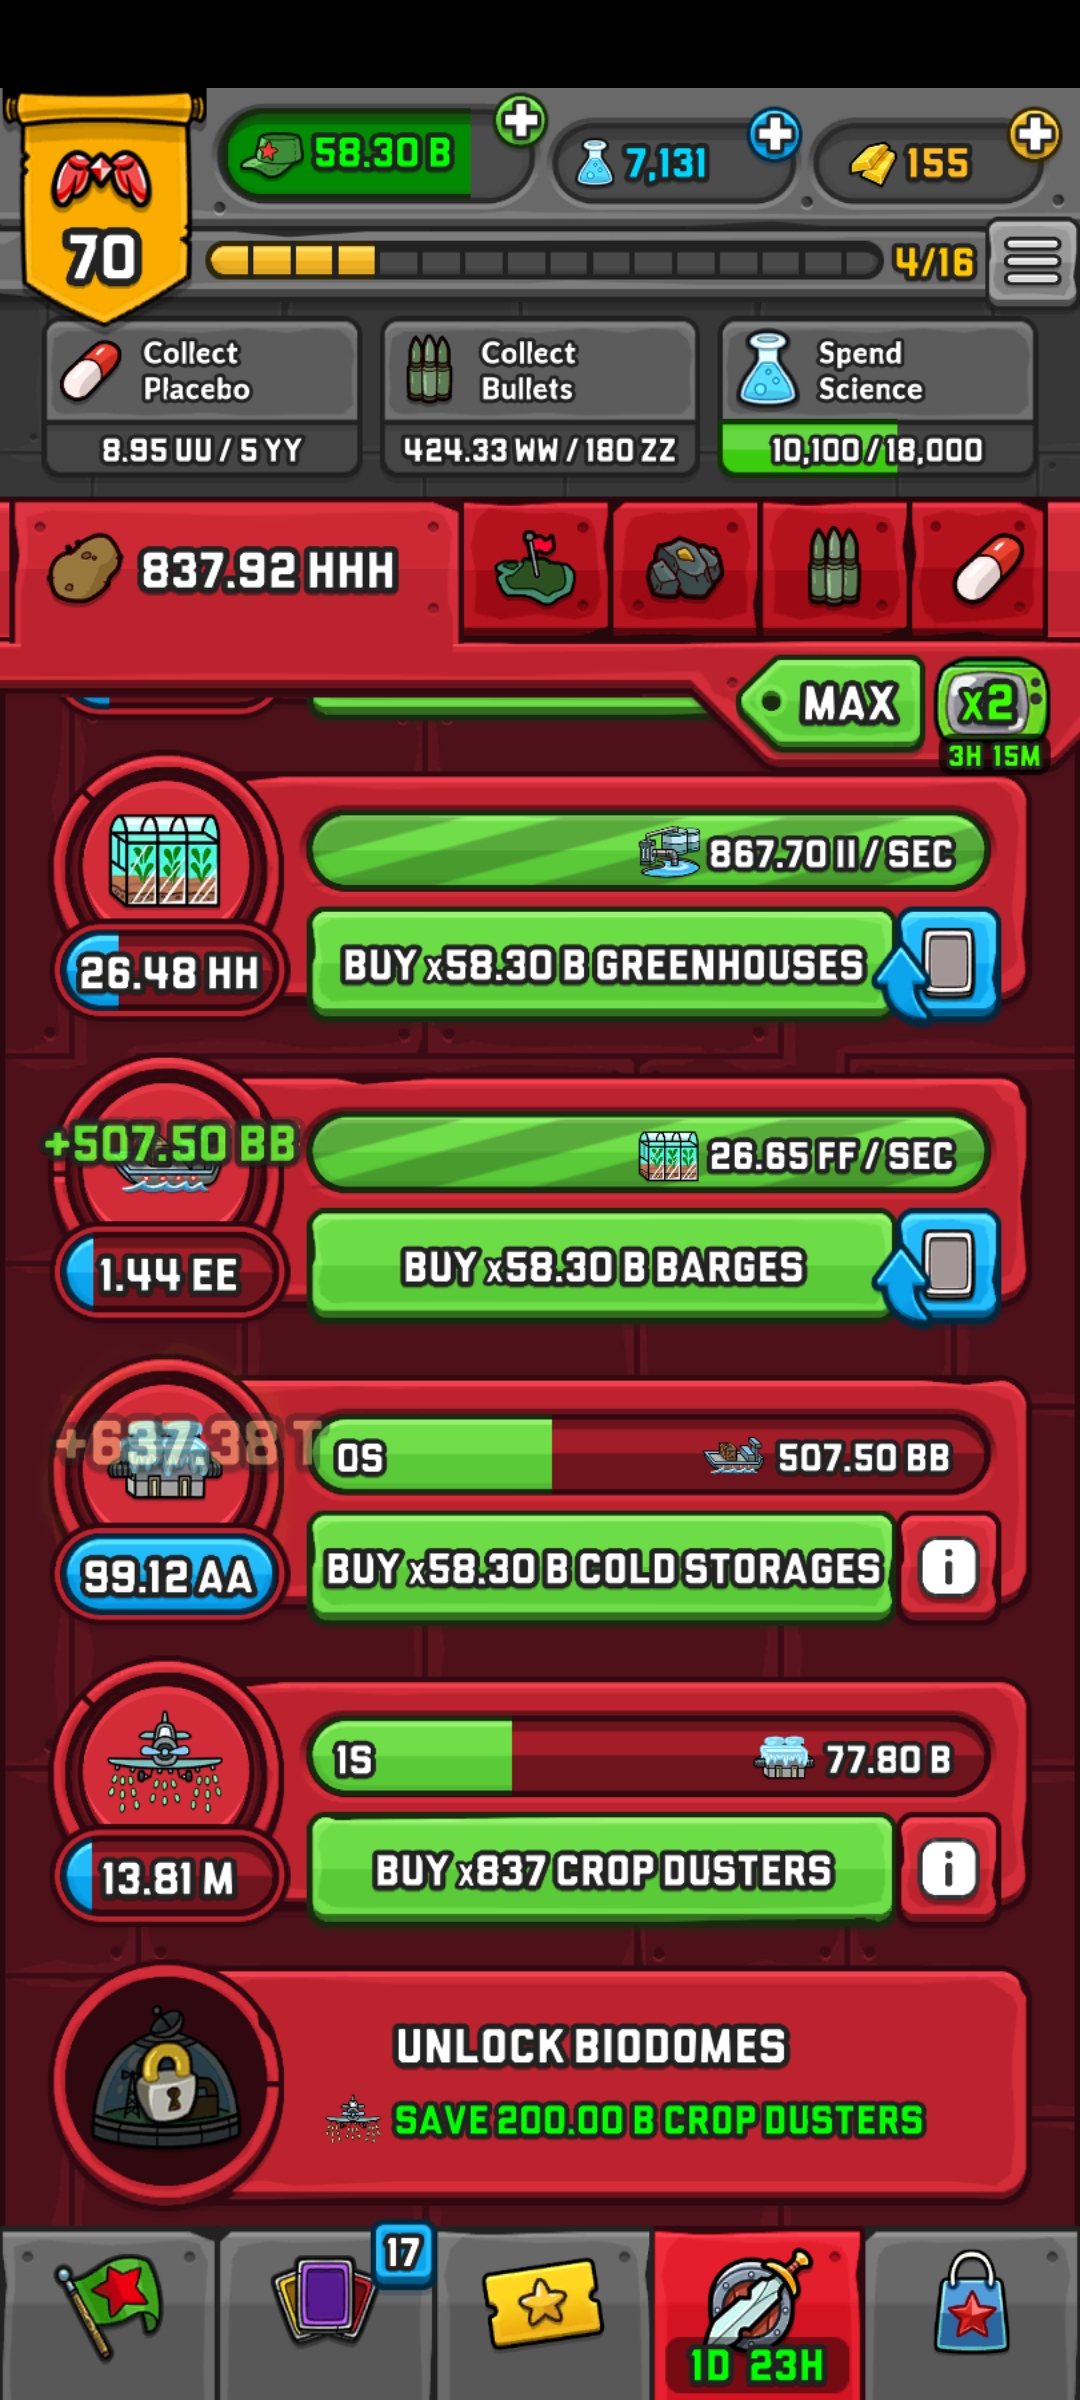 58.30 B
7,131
155
70
4/16
Collect
Placebo
8.95 UU / 5 YY
Collect
Bullets
424.33 WW / 180 ZZ
Spend
Science
10,100 / 18,000
837.92 HHH
MAX
x2
3H 15M
867.70 II / SEC
26.48 HH
BUY x58.30 B GREENHOUSES
+507.50 BB
26.65 FF / SEC
1.44 EE
BUY x58.30 B BARGES
+637.38 T
0S
507.50 BB
99.12 AA
BUY x58.30 B COLD STORAGES
i
1S
77.80 B
13.81 M
BUY x837 CROP DUSTERS
i
UNLOCK BIODOMES
SAVE 200.00 B CROP DUSTERS
17
1D 23H